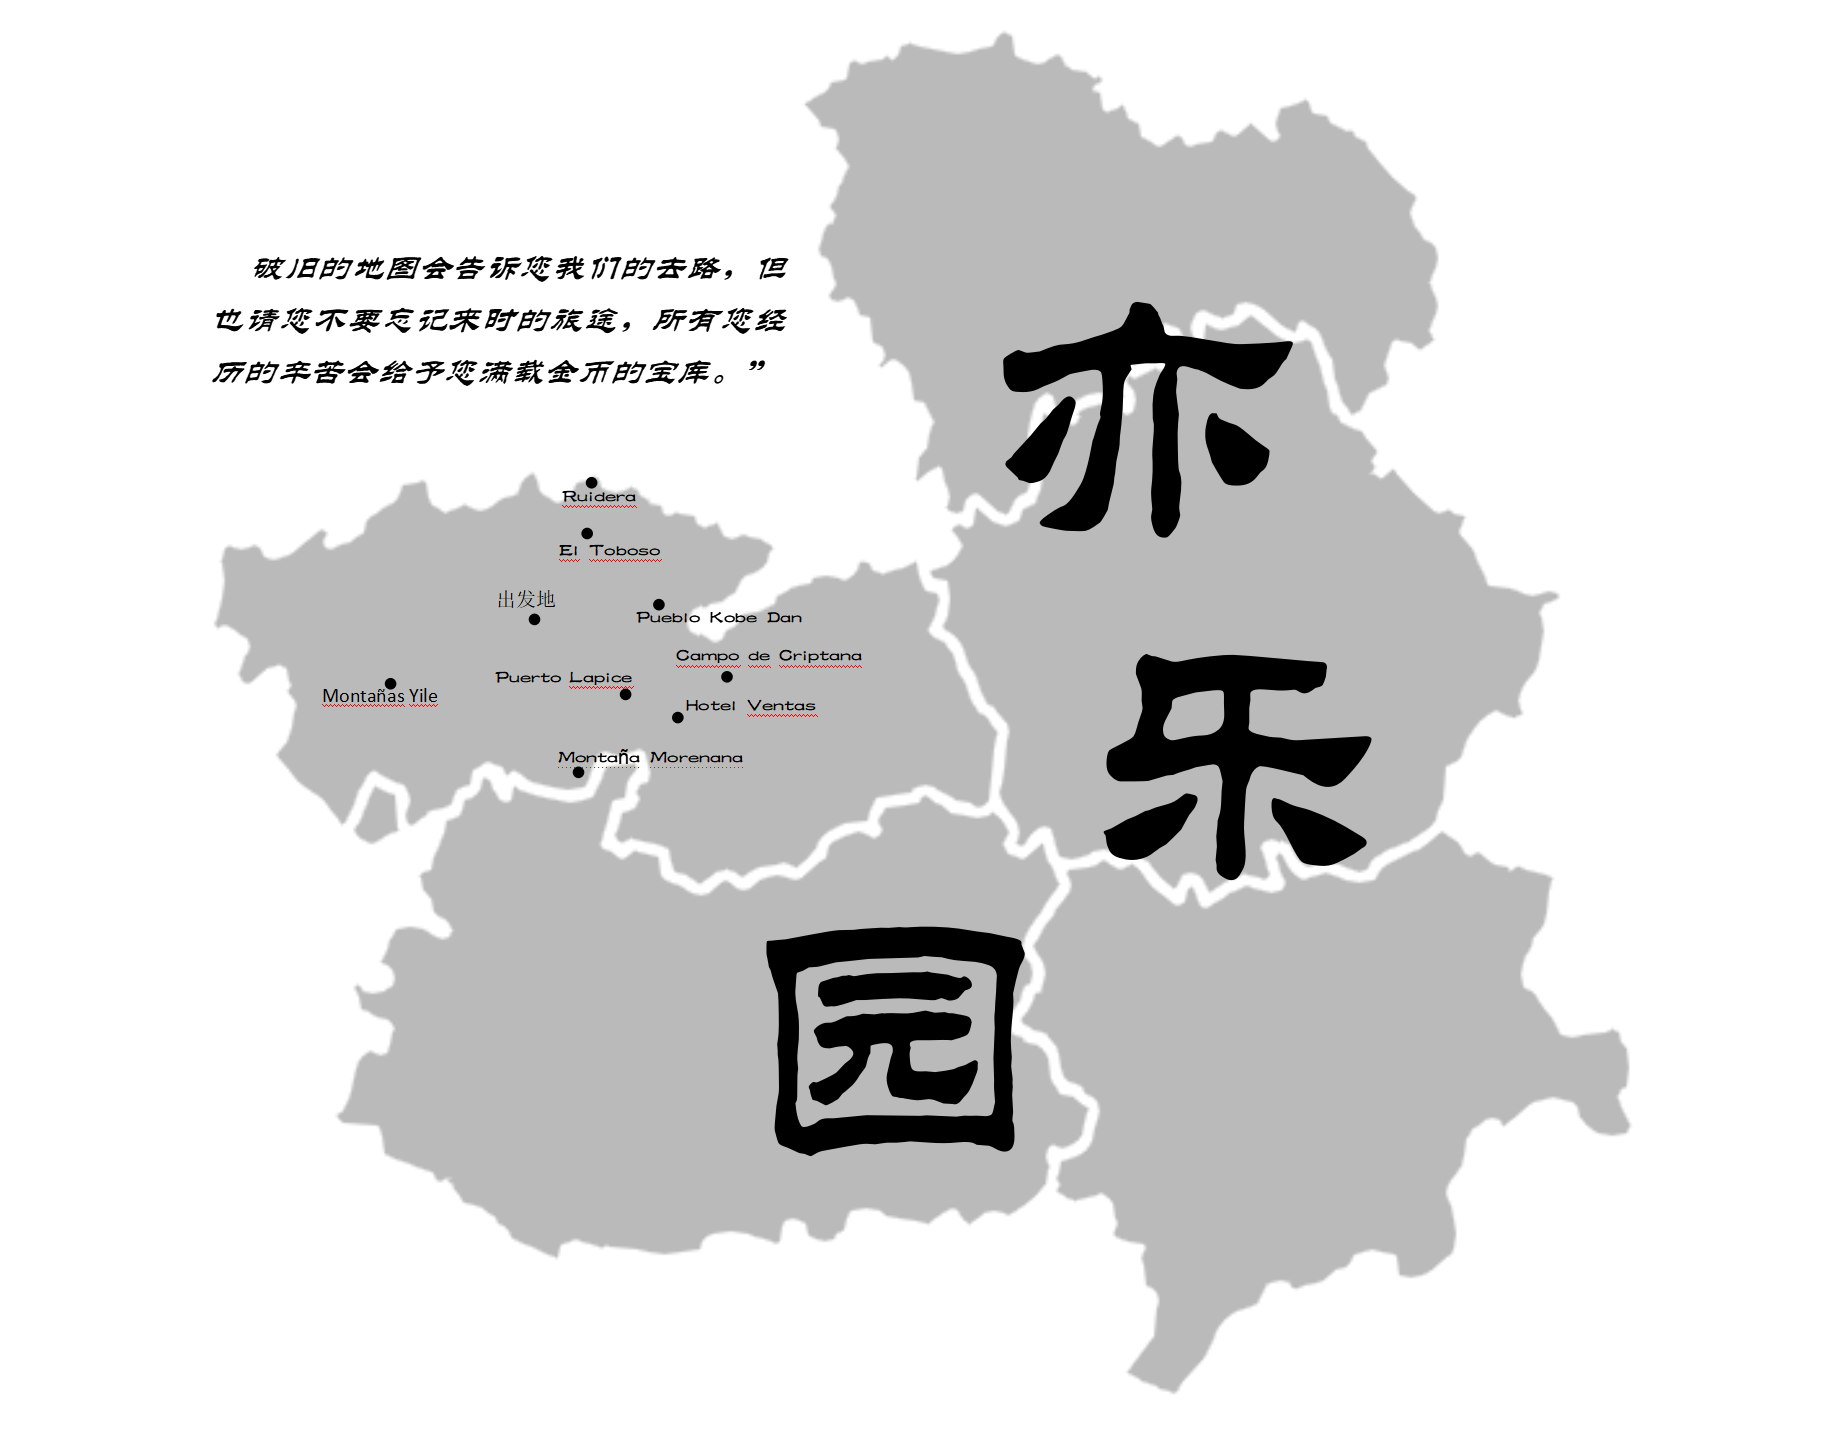 破旧的地图会告诉您我们的去路，但
也请您不要忘记来时的旅途，所有您经
历的辛苦会给予您满载金币的宝库。”
亦
乐
园
Ruidera
El Toboso
出发地
Pueblo Kobe Dan
Campo de Criptana
Puerto Lapice
Montañas Yile
Hotel Ventas
Montaña Morenana